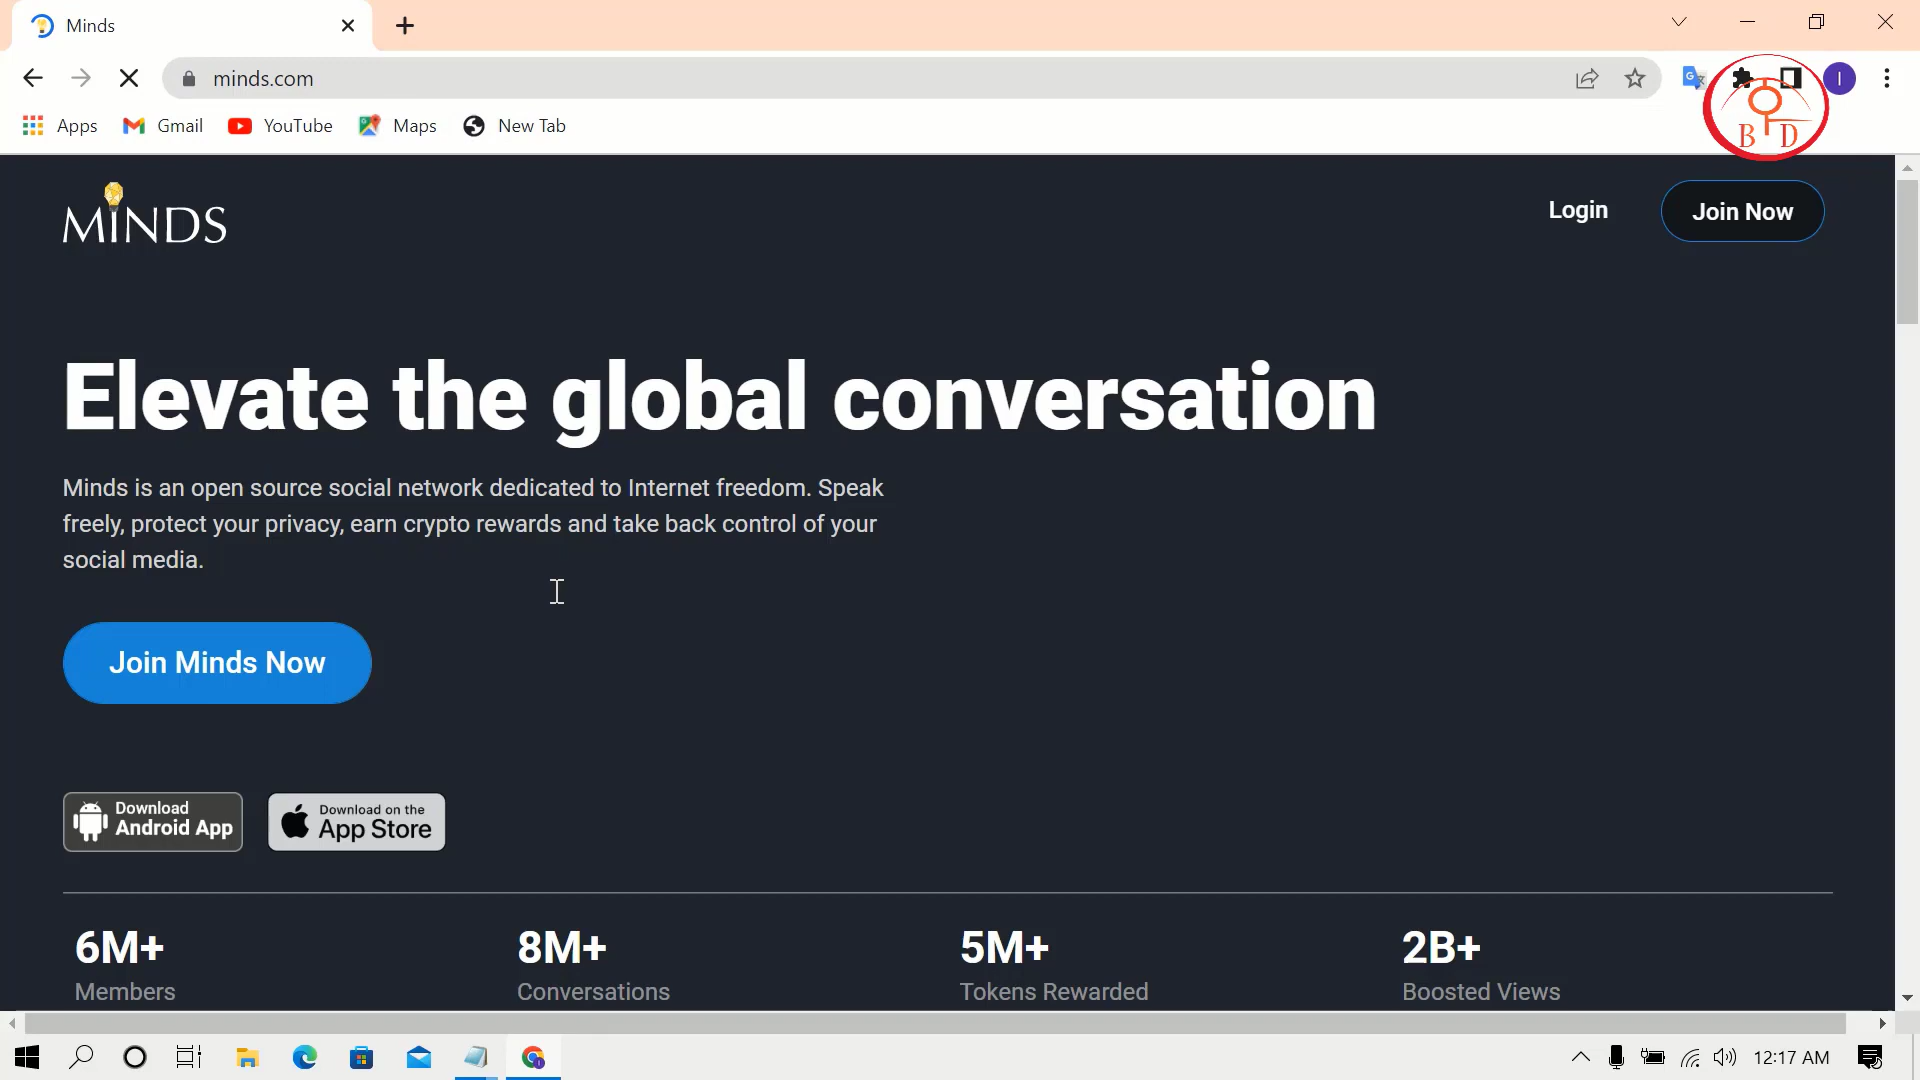 Minds
minds.com
Apps
Gmail
YouTube
Maps
New Tab
I
B D
MINDS
Login
Join Now
Elevate the global conversation
Minds is an open source social network dedicated to Internet freedom. Speak
freely, protect your privacy, earn crypto rewards and take back control of your
social media.
Join Minds Now
Download
Android App
Download on the
App Store
6M+
8M+
5M+
2B+
Members
Conversations
Tokens Rewarded
Boosted Views
12:17 AM